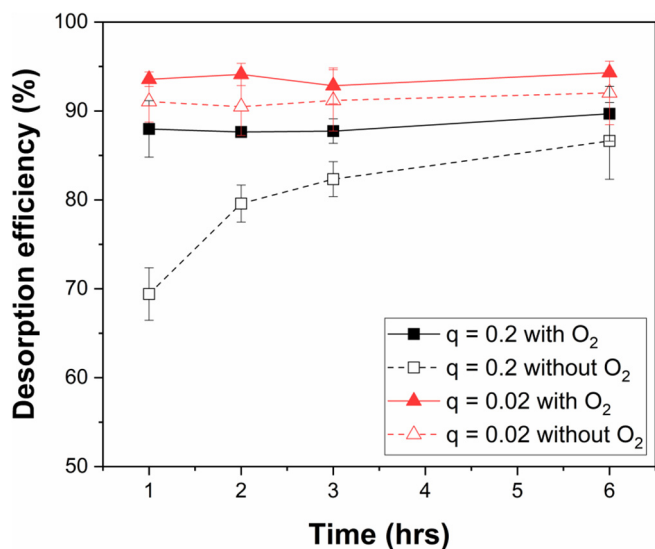 Desorption efficiency (%)
100
90
80
70
60
50
q = 0.2 with O₂
q = 0.2 without O₂
q = 0.02 with O₂
q = 0.02 without O₂
1
2
3
4
5
6
Time (hrs)